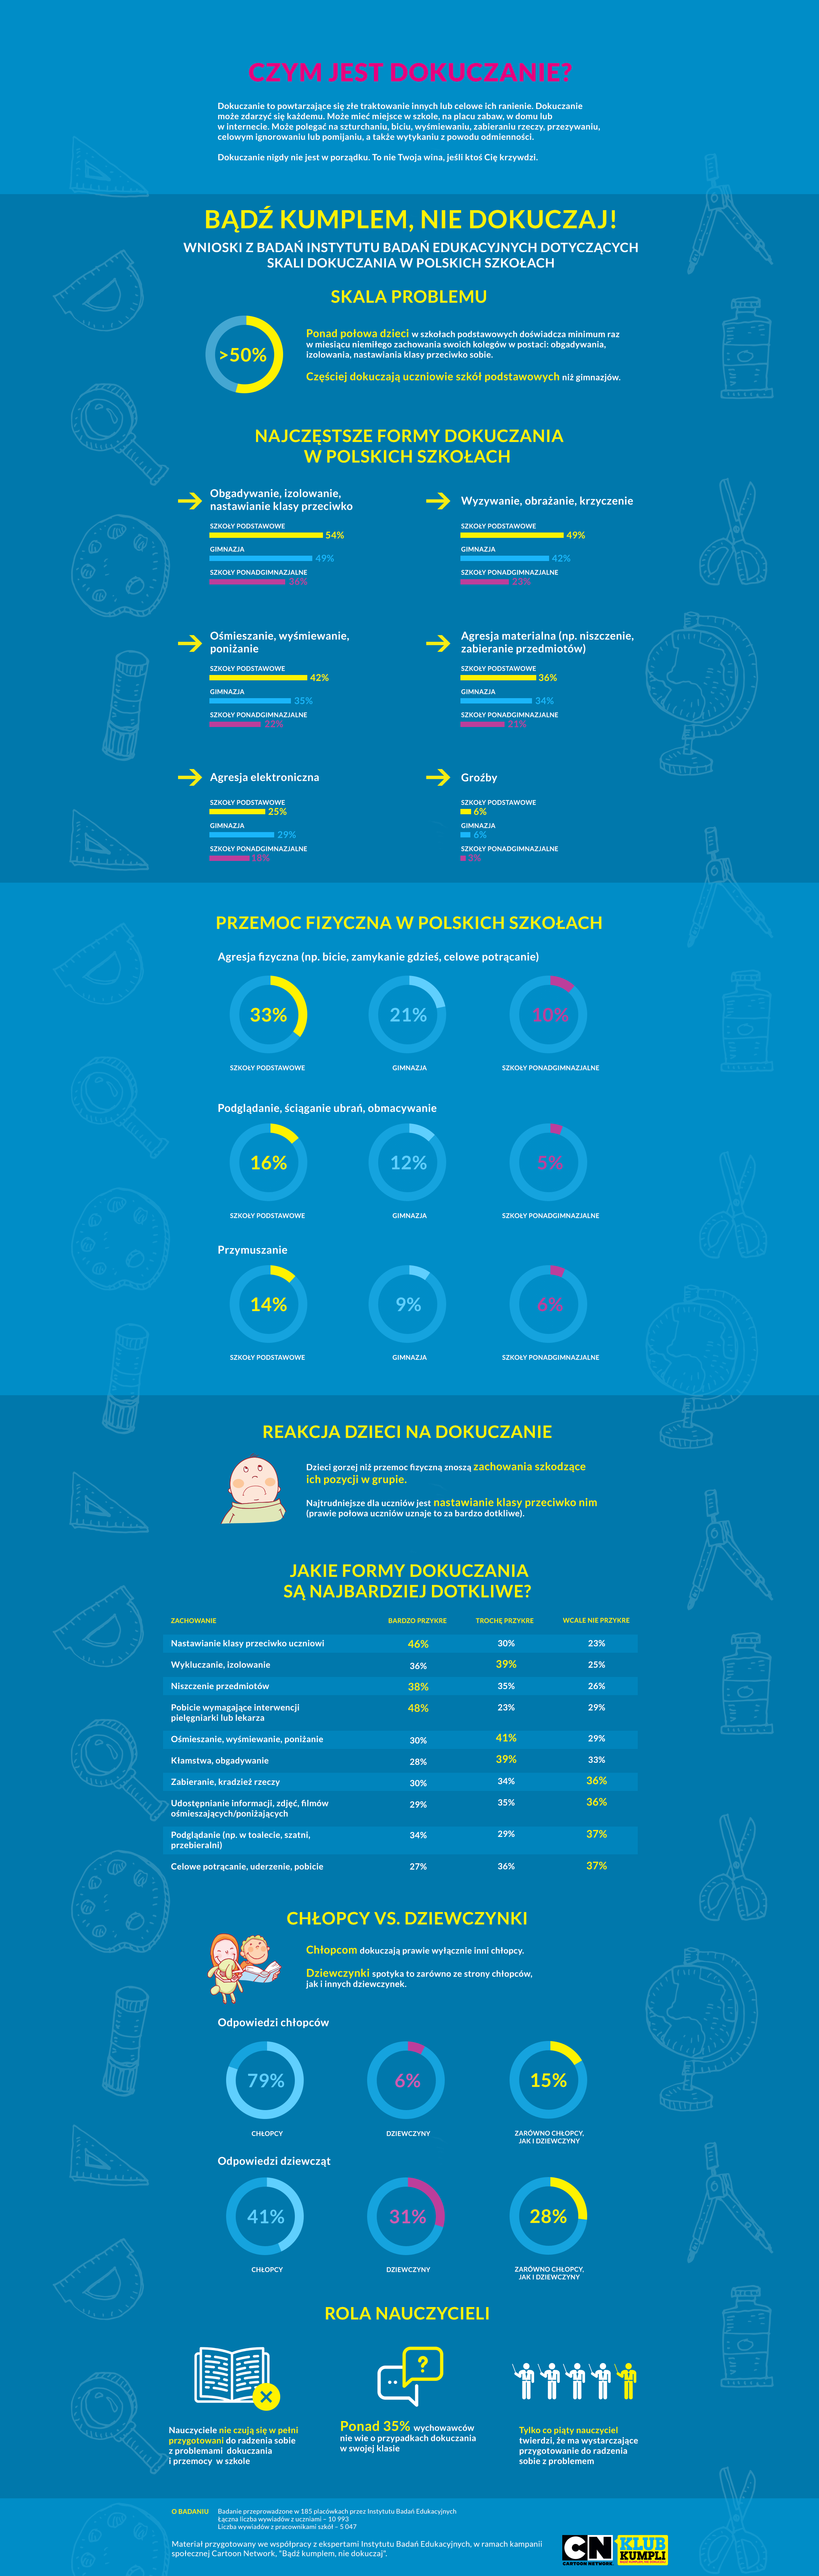 CZYM JEST DOKUCZANIE?
Dokuczanie to powtarzające się złe traktowanie innych lub celowe ich ranienie. Dokuczanie
może zdarzyć się każdemu. Może mieć miejsce w szkole, na placu zabaw, w domu lub
w internecie. Może polegać na szturchaniu, biciu, wyśmiewaniu, zabieraniu rzeczy, przezywaniu,
celowym ignorowaniu lub pomijaniu, a także wytykaniu z powodu odmienności.
Dokuczanie nigdy nie jest w porządku. To nie Twoja wina, jeśli ktoś Cię krzywdzi.
BĄDŹ KUMPLEM, NIE DOKUCZAJ!
WNIOSKI Z BADAŃ INSTYTUTU BADAŃ EDUKACYJNYCH DOTYCZĄCYCH
SKALI DOKUCZANIA W POLSKICH SZKOŁACH
SKALA PROBLEMU
>50%
Ponad połowa dzieci w szkołach podstawowych doświadcza minimum raz
w miesiącu niemiłego zachowania swoich kolegów w postaci: obgadywania,
izolowania, nastawiania klasy przeciwko sobie.
Częściej dokuczają uczniowie szkół podstawowych niż gimnazjów.
NAJCZĘSTSZE FORMY DOKUCZANIA
W POLSKICH SZKOŁACH
Obgadywanie, izolowanie,
nastawianie klasy przeciwko
SZKOŁY PODSTAWOWE
54%
GIMNAZJA
49%
SZKOŁY PONADGIMNAZJALNE
36%
Wyzywanie, obrażanie, krzyczenie
SZKOŁY PODSTAWOWE
49%
GIMNAZJA
42%
SZKOŁY PONADGIMNAZJALNE
23%
Ośmieszanie, wyśmiewanie,
poniżanie
SZKOŁY PODSTAWOWE
42%
GIMNAZJA
35%
SZKOŁY PONADGIMNAZJALNE
22%
Agresja materialna (np. niszczenie,
zabieranie przedmiotów)
SZKOŁY PODSTAWOWE
36%
GIMNAZJA
34%
SZKOŁY PONADGIMNAZJALNE
21%
Agresja elektroniczna
SZKOŁY PODSTAWOWE
25%
GIMNAZJA
29%
SZKOŁY PONADGIMNAZJALNE
18%
Groźby
SZKOŁY PODSTAWOWE
6%
GIMNAZJA
6%
SZKOŁY PONADGIMNAZJALNE
3%
PRZEMOC FIZYCZNA W POLSKICH SZKOŁACH
Agresja fizyczna (np. bicie, zamykanie gdzieś, celowe potrącanie)
33% 21% 10%
SZKOŁY PODSTAWOWE GIMNAZJA SZKOŁY PONADGIMNAZJALNE
Podglądanie, ściąganie ubrań, obmacywanie
16% 12% 5%
SZKOŁY PODSTAWOWE GIMNAZJA SZKOŁY PONADGIMNAZJALNE
Przymuszanie
14% 9% 6%
SZKOŁY PODSTAWOWE GIMNAZJA SZKOŁY PONADGIMNAZJALNE
REAKCJA DZIECI NA DOKUCZANIE
Dzieci gorzej niż przemoc fizyczną znoszą zachowania szkodzące
ich pozycji w grupie.
Najtrudniejsze dla uczniów jest nastawianie klasy przeciwko nim
(prawie połowa uczniów uznaje to za bardzo dotkliwe).
JAKIE FORMY DOKUCZANIA
SĄ NAJBARDZIEJ DOTKLIWE?
ZACHOWANIE BARDZO PRZYKRE TROCHĘ PRZYKRE WCALE NIE PRZYKRE
Nastawianie klasy przeciwko uczniowi 46% 30% 23%
Wykluczanie, izolowanie 36% 39% 25%
Niszczenie przedmiotów 38% 35% 26%
Pobicie wymagające interwencji 48% 23% 29%
pielęgniarki lub lekarza
Ośmieszanie, wyśmiewanie, poniżanie 30% 41% 29%
Kłamstwa, obgadywanie 28% 39% 33%
Zabieranie, kradzież rzeczy 30% 34% 36%
Udostępnianie informacji, zdjęć, filmów 29% 35% 36%
ośmieszających/poniżających
Podglądanie (np. w toalecie, szatni, 34% 29% 37%
przebieralni)
Celowe potrącanie, uderzenie, pobicie 27% 36% 37%
CHŁOPCY VS. DZIEWCZYNKI
Chłopcom dokuczają prawie wyłącznie inni chłopcy.
Dziewczynki spotyka to zarówno ze strony chłopców,
jak i innych dziewczynek.
Odpowiedzi chłopców
79% 6% 15%
CHŁOPCY DZIEWCZYNY ZARÓWNO CHŁOPCY,
JAK I DZIEWCZYNY
Odpowiedzi dziewcząt
41% 31% 28%
CHŁOPCY DZIEWCZYNY ZARÓWNO CHŁOPCY,
JAK I DZIEWCZYNY
ROLA NAUCZYCIELI
?
Nauczyciele nie czują się w pełni
przygotowani do radzenia sobie
z problemami dokuczania
i przemocy w szkole
Ponad 35% wychowawców
nie wie o przypadkach dokuczania
w swojej klasie
Tylko co piąty nauczyciel
twierdzi, że ma wystarczające
przygotowanie do radzenia
sobie z problemem
O BADANIU Badanie przeprowadzone w 185 placówkach przez Instytutu Badań Edukacyjnych
Łączna liczba wywiadów z uczniami – 10 993
Liczba wywiadów z pracownikami szkół – 5 047
Materiał przygotowany we współpracy z ekspertami Instytutu Badań Edukacyjnych, w ramach kampanii
społecznej Cartoon Network, "Bądź kumplem, nie dokuczaj".
CN
CARTOON NETWORK
KLUB
KUMPLI